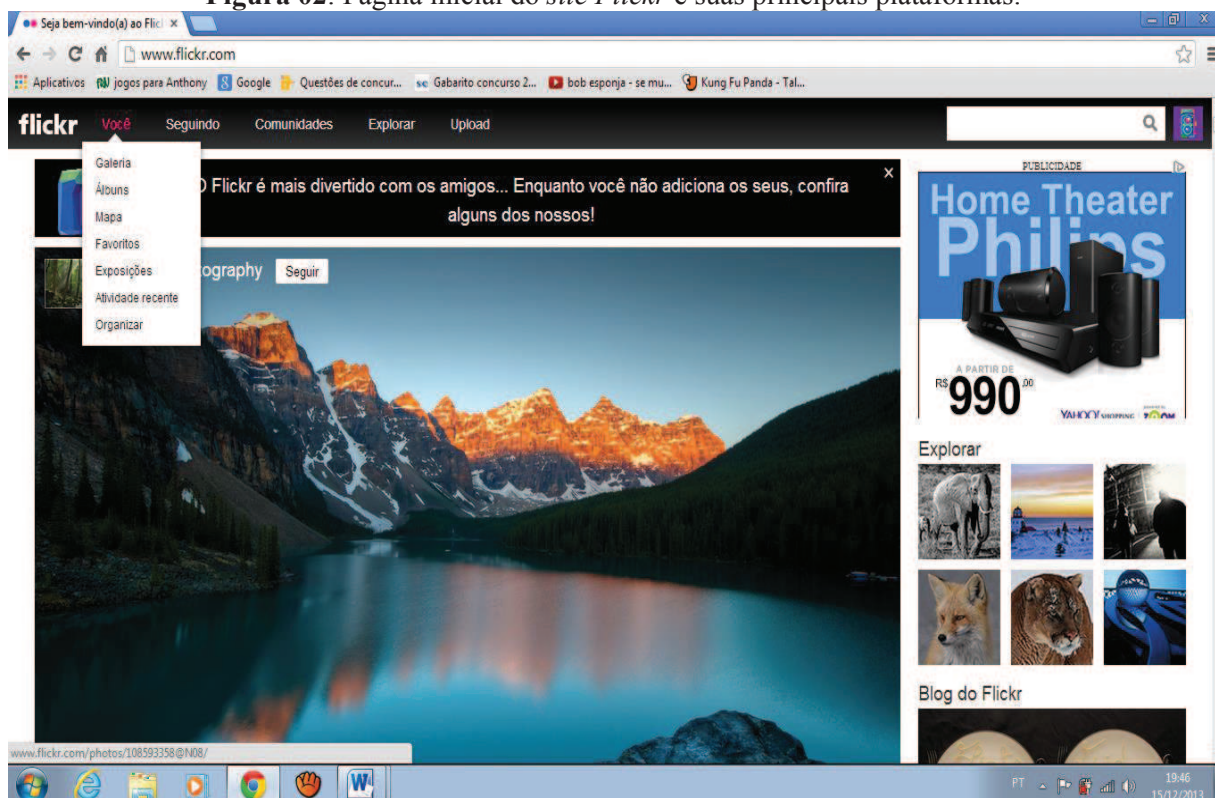 Figura 02: Página inicial do site Flickr e suas principais plataformas.
Seja bem-vindo(a) ao Flic
www.flickr.com
Aplicativos jogos para Anthony Google Questões de concur... Gabarito concurso 2... bob esponja - se mu... Kung Fu Panda - Tal...
flickr Você Seguindo Comunidades Explorar Upload
Galeria
Álbuns
Mapa
Favoritos
Exposições
Atividade recente
Organizar
O Flickr é mais divertido com os amigos... Enquanto você não adiciona os seus, confira
alguns dos nossos!
ography Seguir
PUBLICIDADE
Home Theater
Philips
A PARTIR DE
R$ 990,00
YAHOO! SHOPPING
Explorar
Blog do Flickr
www.flickr.com/photos/108593358@N08/
PT
19:46
15/12/2013